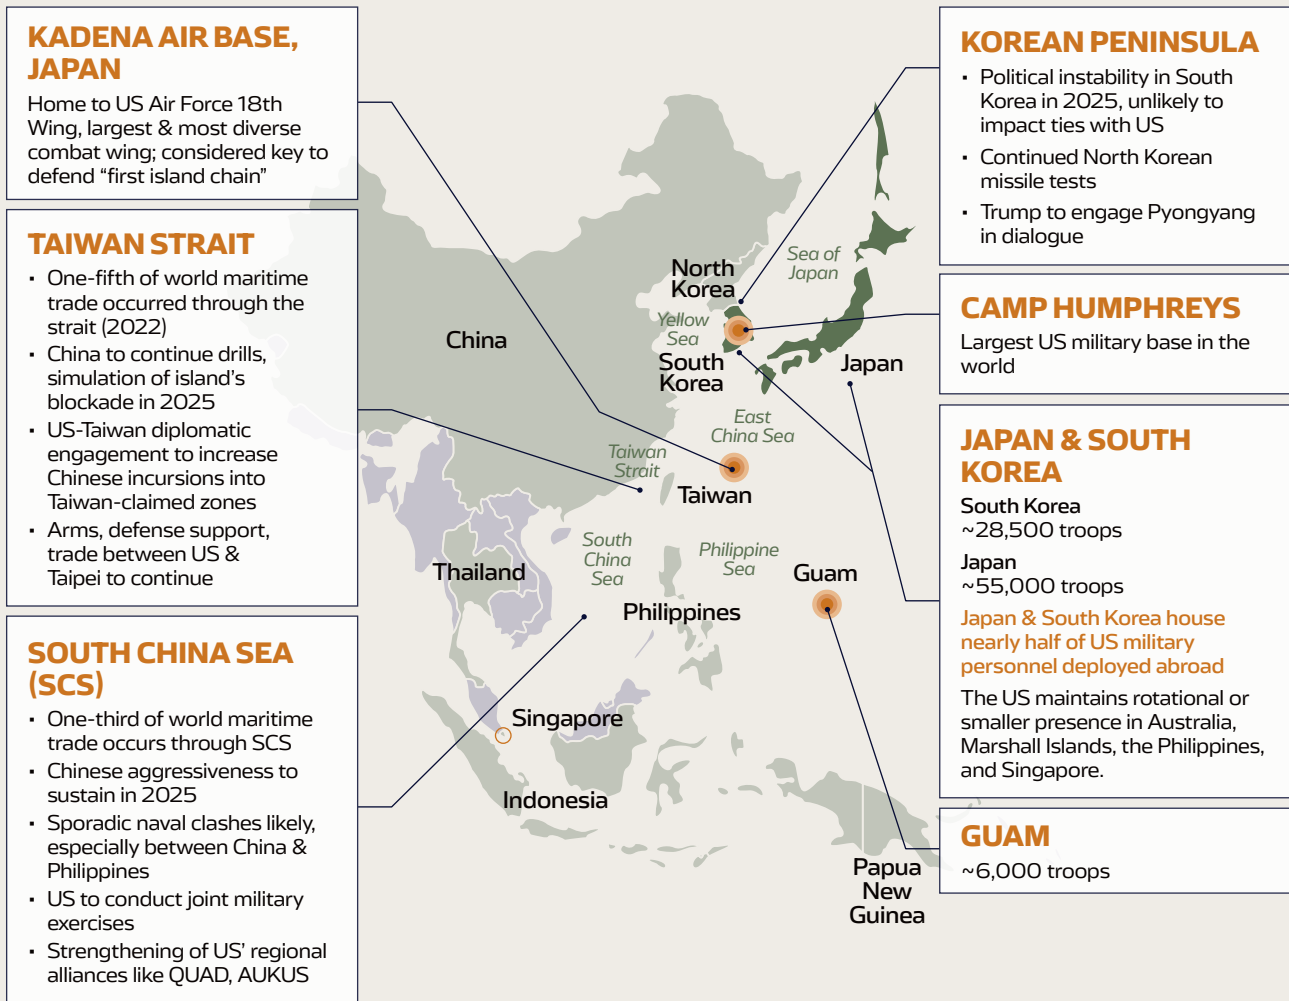 KADENA AIR BASE,
JAPAN
Home to US Air Force 18th
Wing, largest & most diverse
combat wing; considered key to
defend “first island chain”
TAIWAN STRAIT
· One-fifth of world maritime
trade occurred through the
strait (2022)
· China to continue drills,
simulation of island’s
blockade in 2025
· US-Taiwan diplomatic
engagement to increase
Chinese incursions into
Taiwan-claimed zones
· Arms, defense support,
trade between US &
Taipei to continue
SOUTH CHINA SEA
(SCS)
· One-third of world maritime
trade occurs through SCS
· Chinese aggressiveness to
sustain in 2025
· Sporadic naval clashes likely,
especially between China &
Philippines
· US to conduct joint military
exercises
· Strengthening of US’ regional
alliances like QUAD, AUKUS
China
North
Korea
Sea of
Japan
Yellow
Sea
South
Korea
Japan
East
China Sea
Taiwan
Strait
Taiwan
South
China
Sea
Philippine
Sea
Thailand
Guam
Philippines
Singapore
Indonesia
Papua
New
Guinea
KOREAN PENINSULA
· Political instability in South
Korea in 2025, unlikely to
impact ties with US
· Continued North Korean
missile tests
· Trump to engage Pyongyang
in dialogue
CAMP HUMPHREYS
Largest US military base in the
world
JAPAN & SOUTH
KOREA
South Korea
~28,500 troops
Japan
~55,000 troops
Japan & South Korea house
nearly half of US military
personnel deployed abroad
The US maintains rotational or
smaller presence in Australia,
Marshall Islands, the Philippines,
and Singapore.
GUAM
~6,000 troops